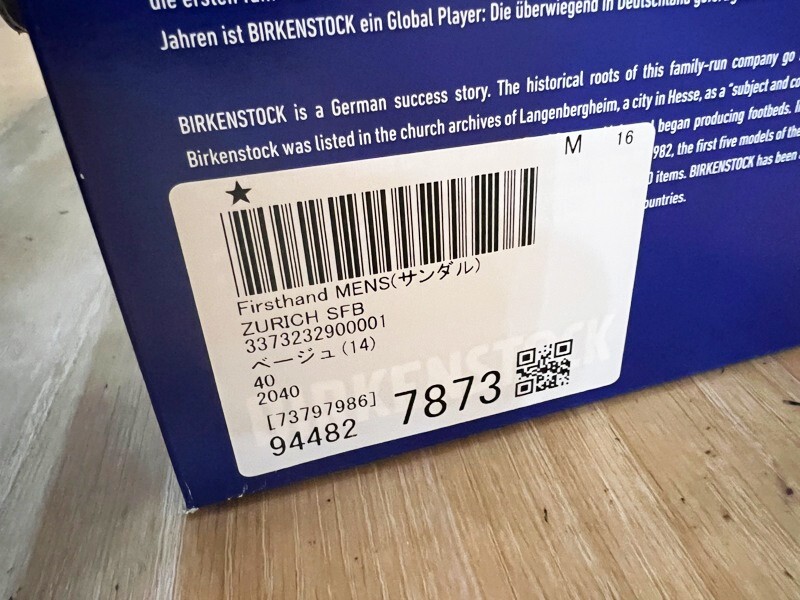 die ersten
Jahren ist BIRKENSTOCK ein Global Player: Die überwiegend in Deutschland
BIRKENSTOCK is a German success story. The historical roots of this family-run company go
Birkenstock was listed in the church archives of Langenbergheim, a city in Hesse, as a "subject and
began producing footbeds.
982, the first five models of the
items. BIRKENSTOCK has been
ountries.
M 16
★
Firsthand MENS(サンダル)
ZURICH SFB
3373232900001
ベージュ(14)
40
2040
[73797986]
94482 7873
BIRKENSTOCK